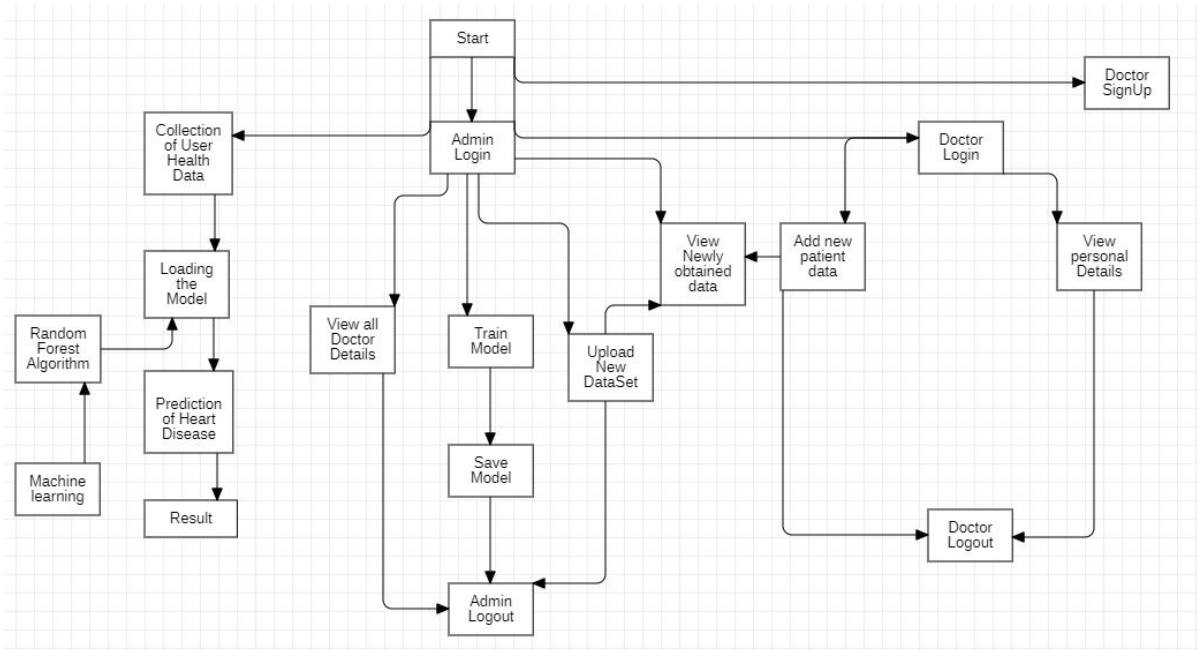 Start
Doctor
SignUp
Collection
of User
Health
Data
Admin
Login
Doctor
Login
View
Newly
obtained
data
Add new
patient
data
View
personal
Details
Loading
the
Model
Random
Forest
Algorithm
View all
Doctor
Details
Train
Model
Upload
New
DataSet
Prediction
of Heart
Disease
Machine
learning
Save
Model
Result
Doctor
Logout
Admin
Logout